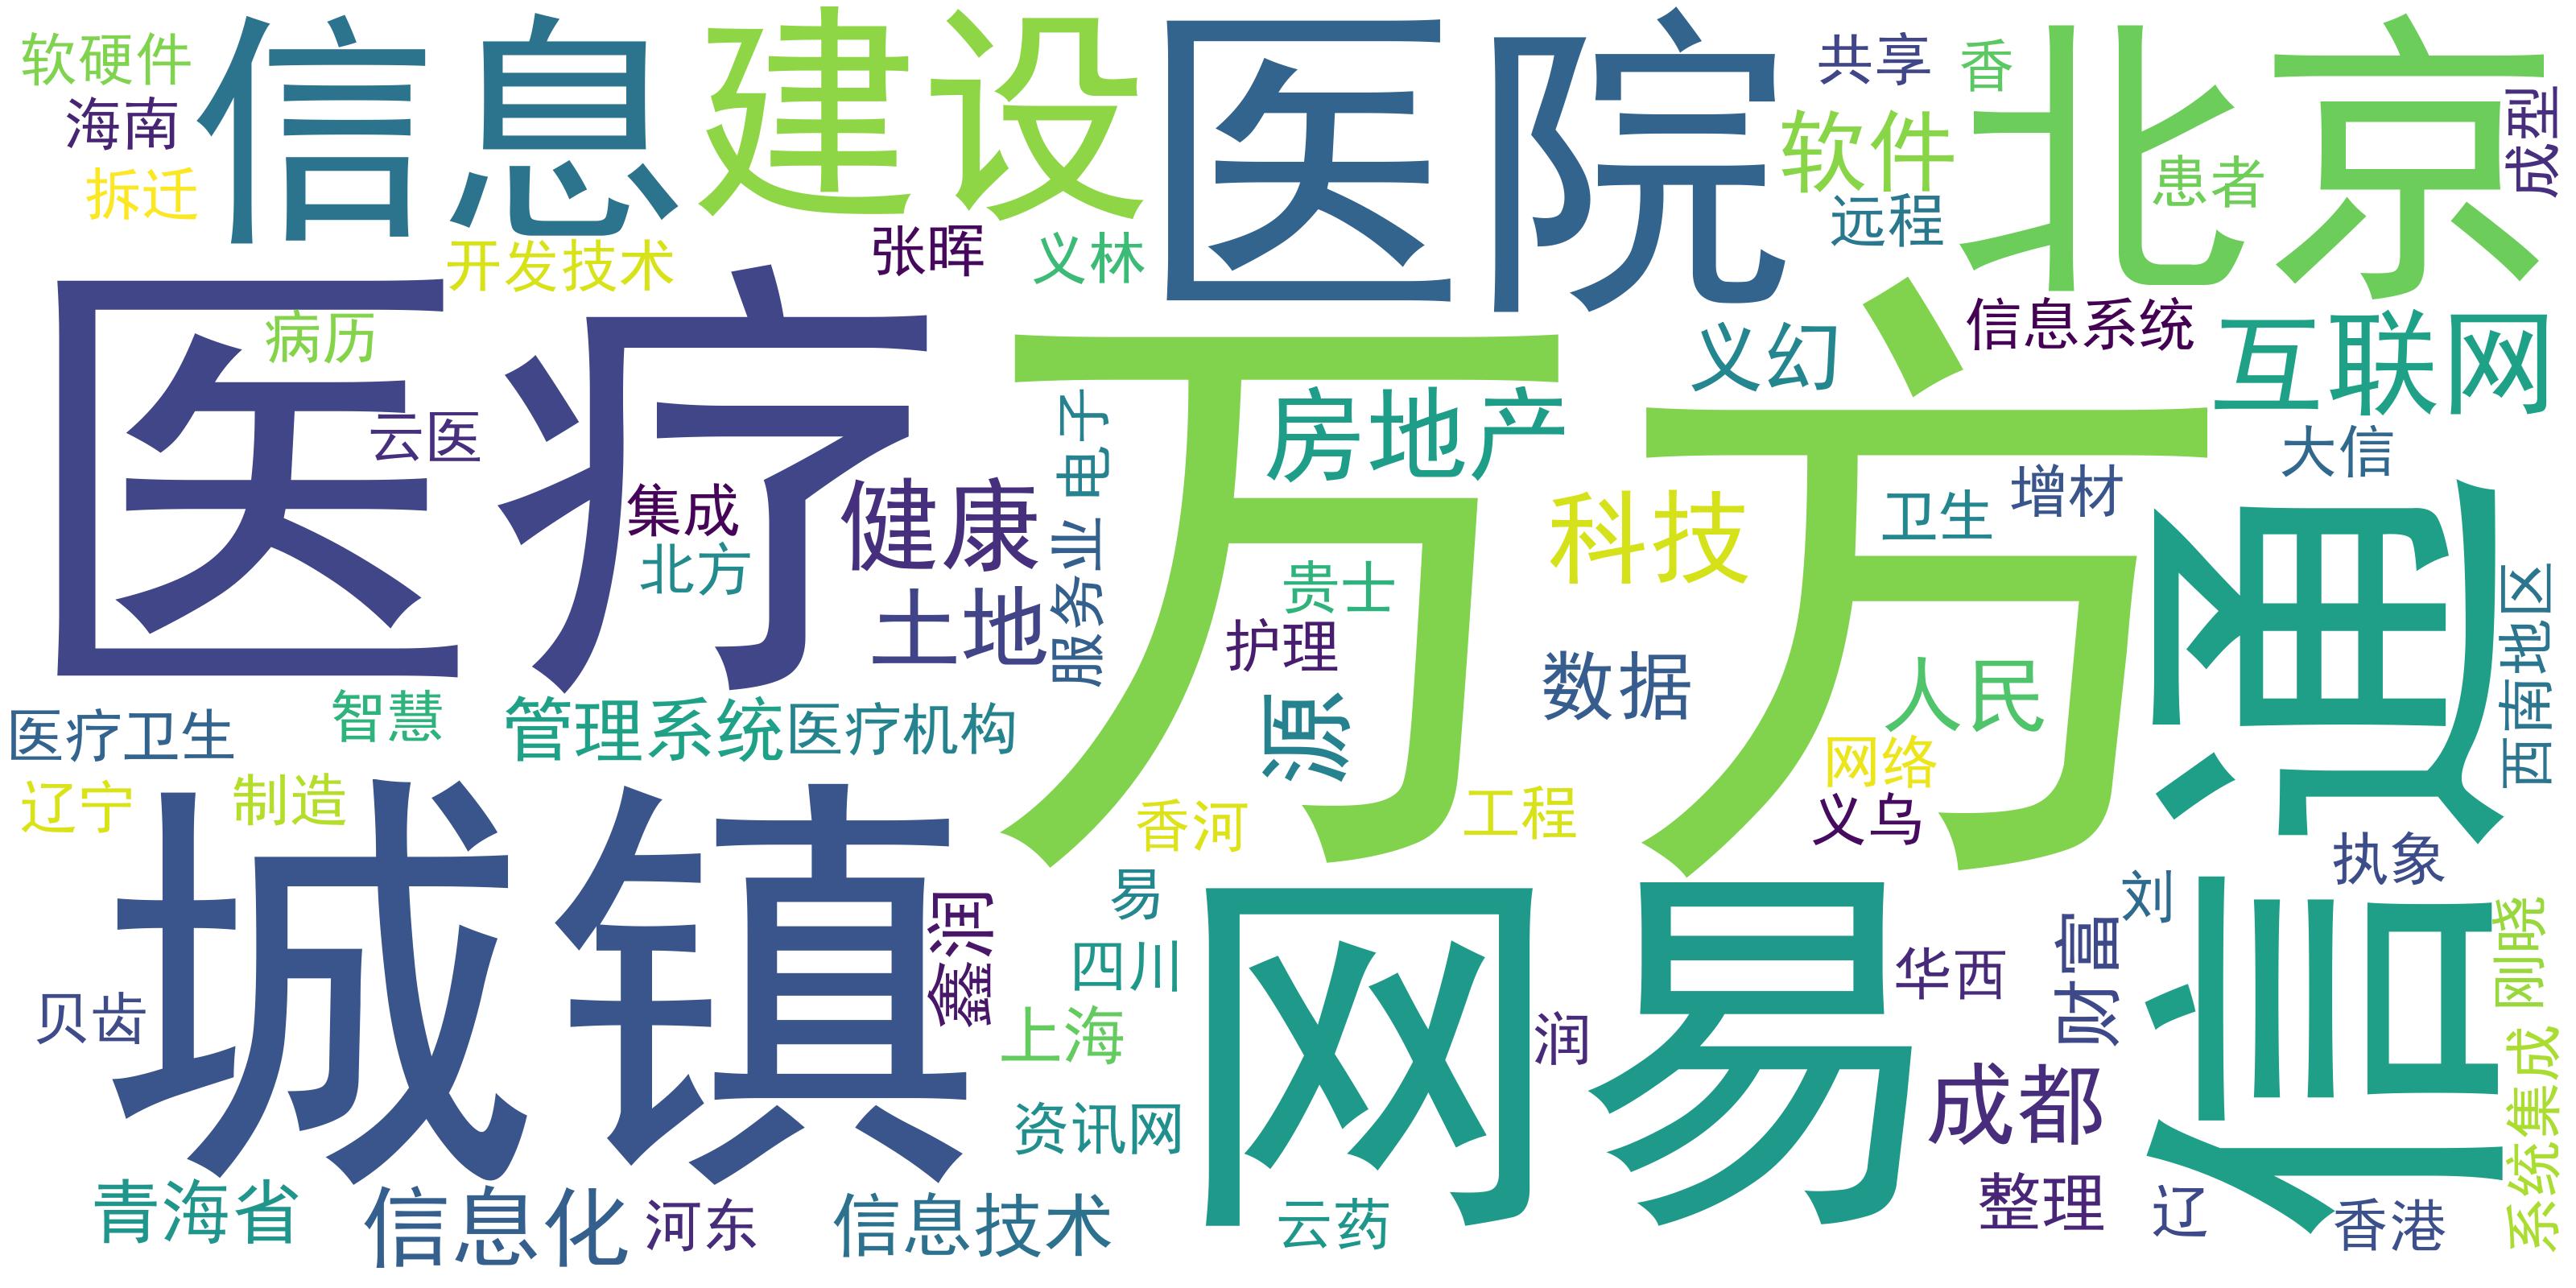 软硬件
信息
建设
医院
共享
香
北京
成型
海南
软件
患者
拆迁
远程
开发技术
张晖
义林
医疗
万方
信息系统
病历
义幻
互联网
云医
电子
房地产
大信
集成
健康
科技
卫生
增材
信通
北方
土地
服务业
贵士
西南地区
护理
数据
人民
医疗卫生
智慧
管理系统
医疗机构
源
网络
辽宁
制造
香河
工程
义乌
城镇
鑫润
易
网易
刘
执象
四川
华西
财富
刚晓
贝齿
上海
润
成都
系统集成
资讯网
青海省
信息化
河东
信息技术
云药
整理
辽
香港